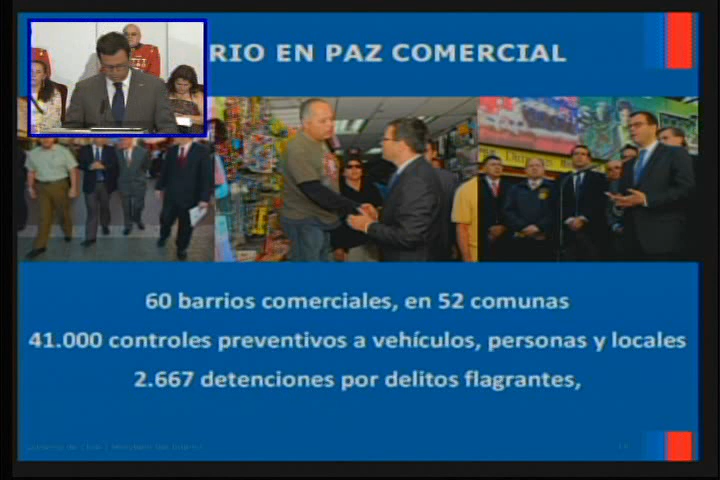 RIO EN PAZ COMERCIAL
60 barrios comerciales, en 52 comunas
41.000 controles preventivos a vehículos, personas y locales
2.667 detenciones por delitos flagrantes,